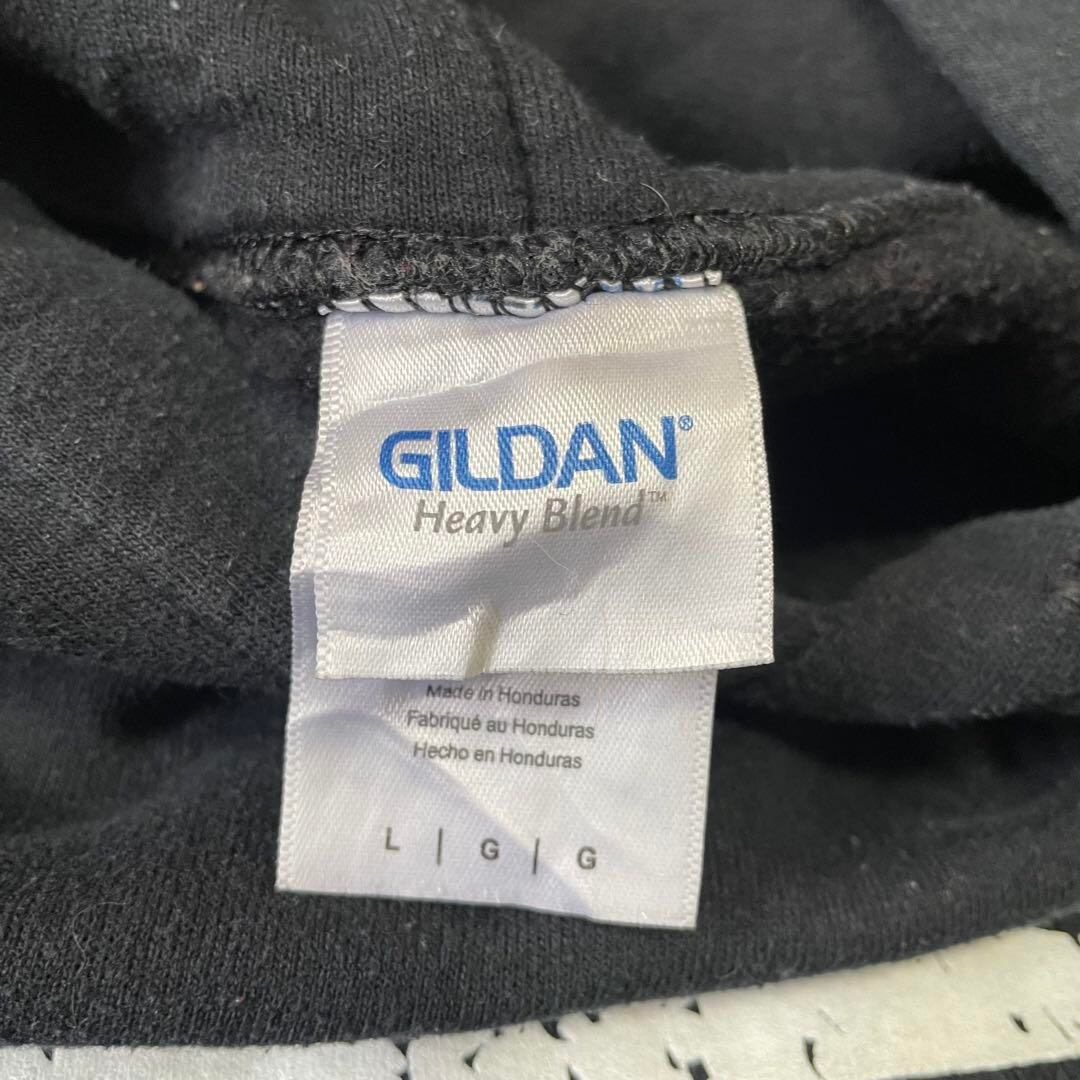 GILDAN®
Heavy Blend™
Made in Honduras
Fabriqué au Honduras
Hecho en Honduras
L | G | G